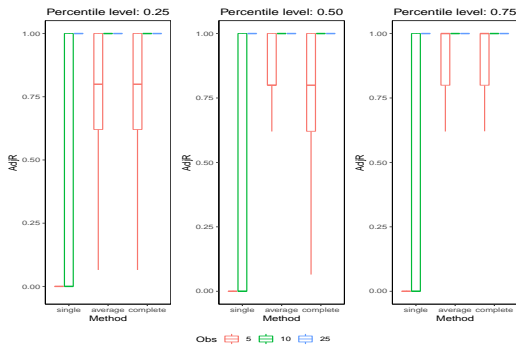 Percentile level: 0.25
AdjR
1.00
0.75
0.00
0.25
0.00
single average complete
Method
Percentile level: 0.50
AdjR
1.00
0.75
0.00
0.25
0.00
single average complete
Method
Percentile level: 0.75
AdjR
1.00
0.75
0.00
0.25
0.00
single average complete
Method
Obs 5 10 25